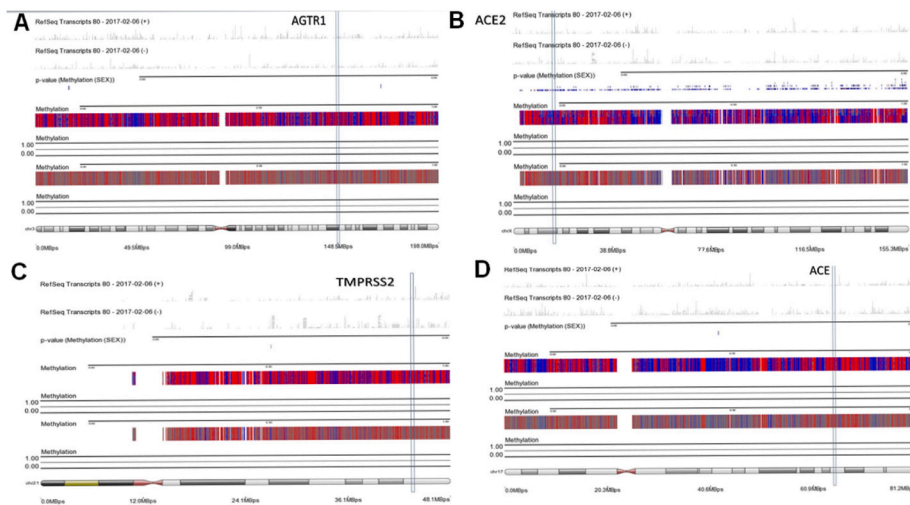 A
AGTR1
RefSeq Transcripts 80 - 2017-02-06 (+)
RefSeq Transcripts 80 - 2017-02-06 (-)
p-value (Methylation (SEX))
Methylation
Methylation
1.00
0.00
Methylation
Methylation
1.00
0.00
0.0MBps
49.5MBps
99.0MBps
148.5MBps
198.0MBps
B
ACE2
RefSeq Transcripts 80 - 2017-02-06 (+)
RefSeq Transcripts 80 - 2017-02-06 (-)
p-value (Methylation (SEX))
Methylation
Methylation
1.00
0.00
Methylation
Methylation
1.00
0.00
0.0MBps
38.8MBps
77.6MBps
116.5MBps
155.3MBps
C
TMPRSS2
RefSeq Transcripts 80 - 2017-02-06 (+)
RefSeq Transcripts 80 - 2017-02-06 (-)
p-value (Methylation (SEX))
Methylation
Methylation
1.00
0.00
Methylation
Methylation
1.00
0.00
chr21
0.0MBps
12.0MBps
24.1MBps
36.1MBps
48.1MBps
D
ACE
RefSeq Transcripts 80 - 2017-02-06 (+)
RefSeq Transcripts 80 - 2017-02-06 (-)
p-value (Methylation (SEX))
Methylation
Methylation
1.00
0.00
Methylation
Methylation
1.00
0.00
chr17
0.0MBps
20.3MBps
40.6MBps
60.9MBps
81.2MBps